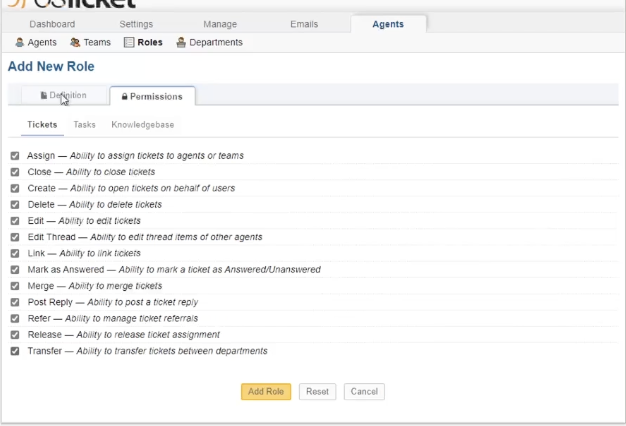 osTicket
Dashboard Settings Manage Emails Agents
Agents Teams Roles Departments
Add New Role
Definition Permissions
Tickets Tasks Knowledgebase
Assign — Ability to assign tickets to agents or teams
Close — Ability to close tickets
Create — Ability to open tickets on behalf of users
Delete — Ability to delete tickets
Edit — Ability to edit tickets
Edit Thread — Ability to edit thread items of other agents
Link — Ability to link tickets
Mark as Answered — Ability to mark a ticket as Answered/Unanswered
Merge — Ability to merge tickets
Post Reply — Ability to post a ticket reply
Refer — Ability to manage ticket referrals
Release — Ability to release ticket assignment
Transfer — Ability to transfer tickets between departments
Add Role Reset Cancel